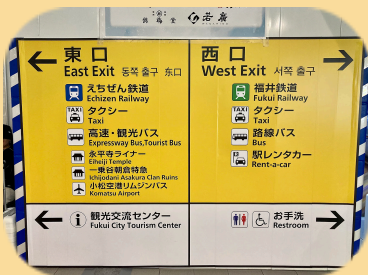 若廣
東口
East Exit 동쪽 출구 东口
えちぜん鉄道
Echizen Railway
TAXI タクシー
Taxi
高速・観光バス
Expressway Bus,Tourist Bus
永平寺ライナー
Eiheiji Temple
一乗谷朝倉特急
Ichijodani Asakura Clan Ruins
小松空港リムジンバス
Komatsu Airport
観光交流センター
Fukui City Tourism Center
西口
West Exit 서쪽 출구
福井鉄道
Fukui Railway
TAXI タクシー
Taxi
路線バス
Bus
駅レンタカー
Rent-a-car
お手洗
Restroom